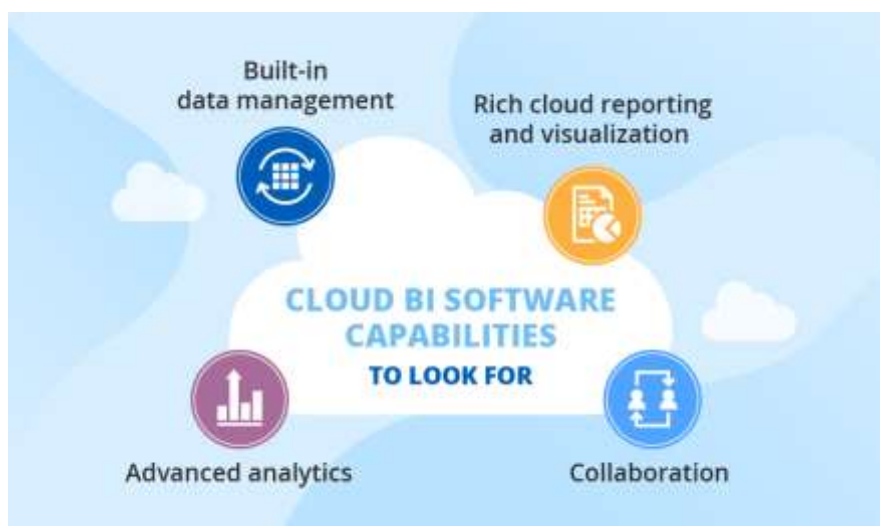 Built-in
data management
Rich cloud reporting
and visualization
CLOUD BI SOFTWARE
CAPABILITIES
TO LOOK FOR
Advanced analytics
Collaboration